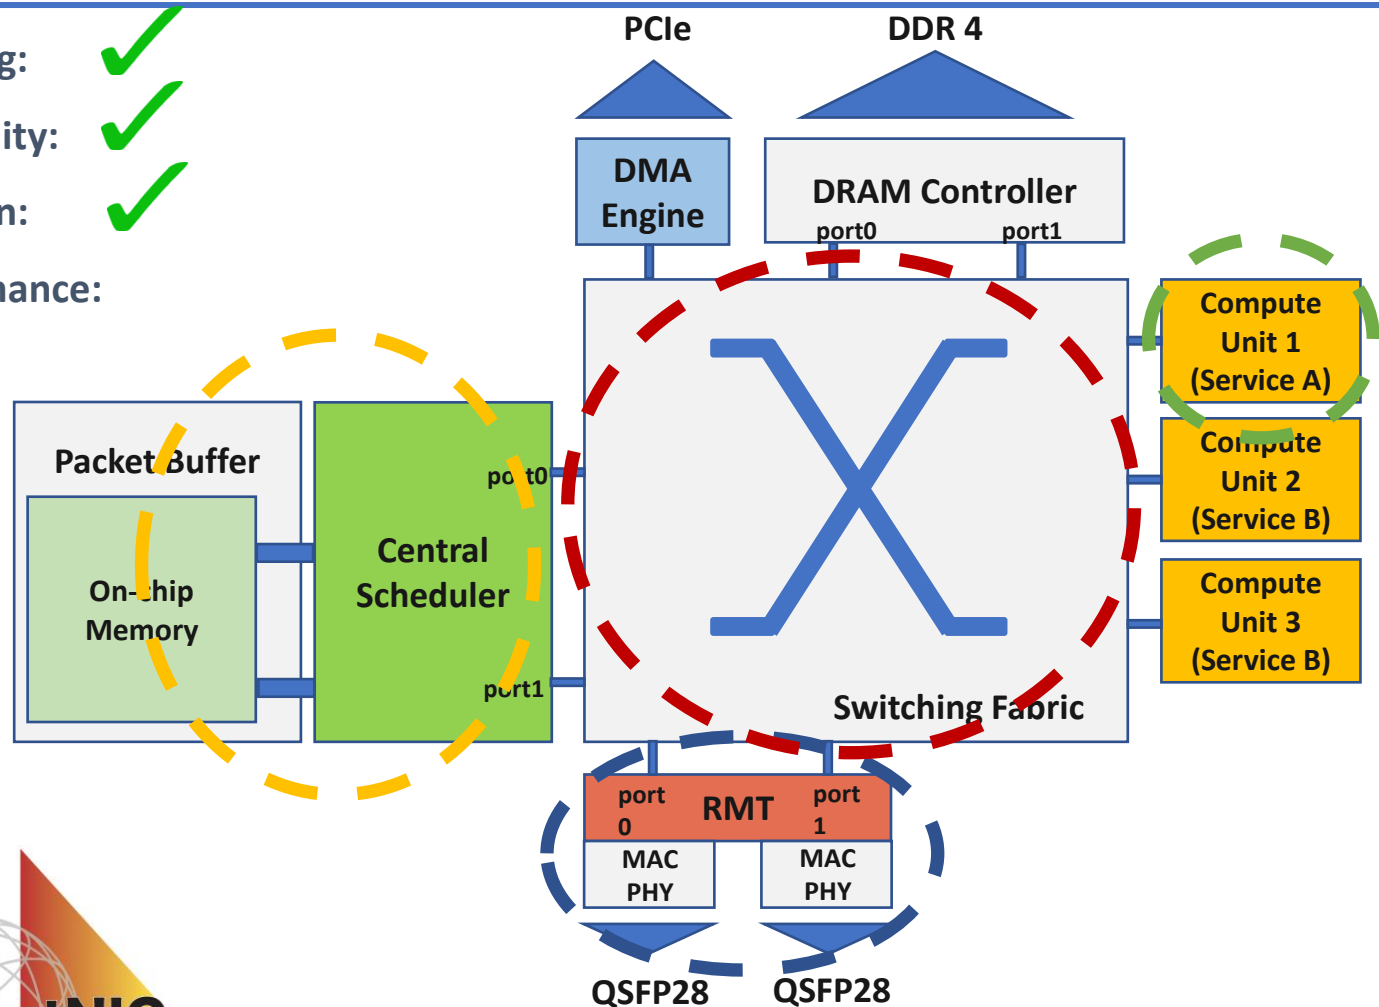 g:
ity:
n:
nance:
PCIe
DDR 4
DMA
Engine
DRAM Controller
port0
port1
Compute
Unit 1
(Service A)
Packet Buffer
On-chip
Memory
Central
Scheduler
port0
port1
Compute
Unit 2
(Service B)
Compute
Unit 3
(Service B)
Switching Fabric
port
0
RMT
port
1
MAC
PHY
MAC
PHY
QSFP28
QSFP28